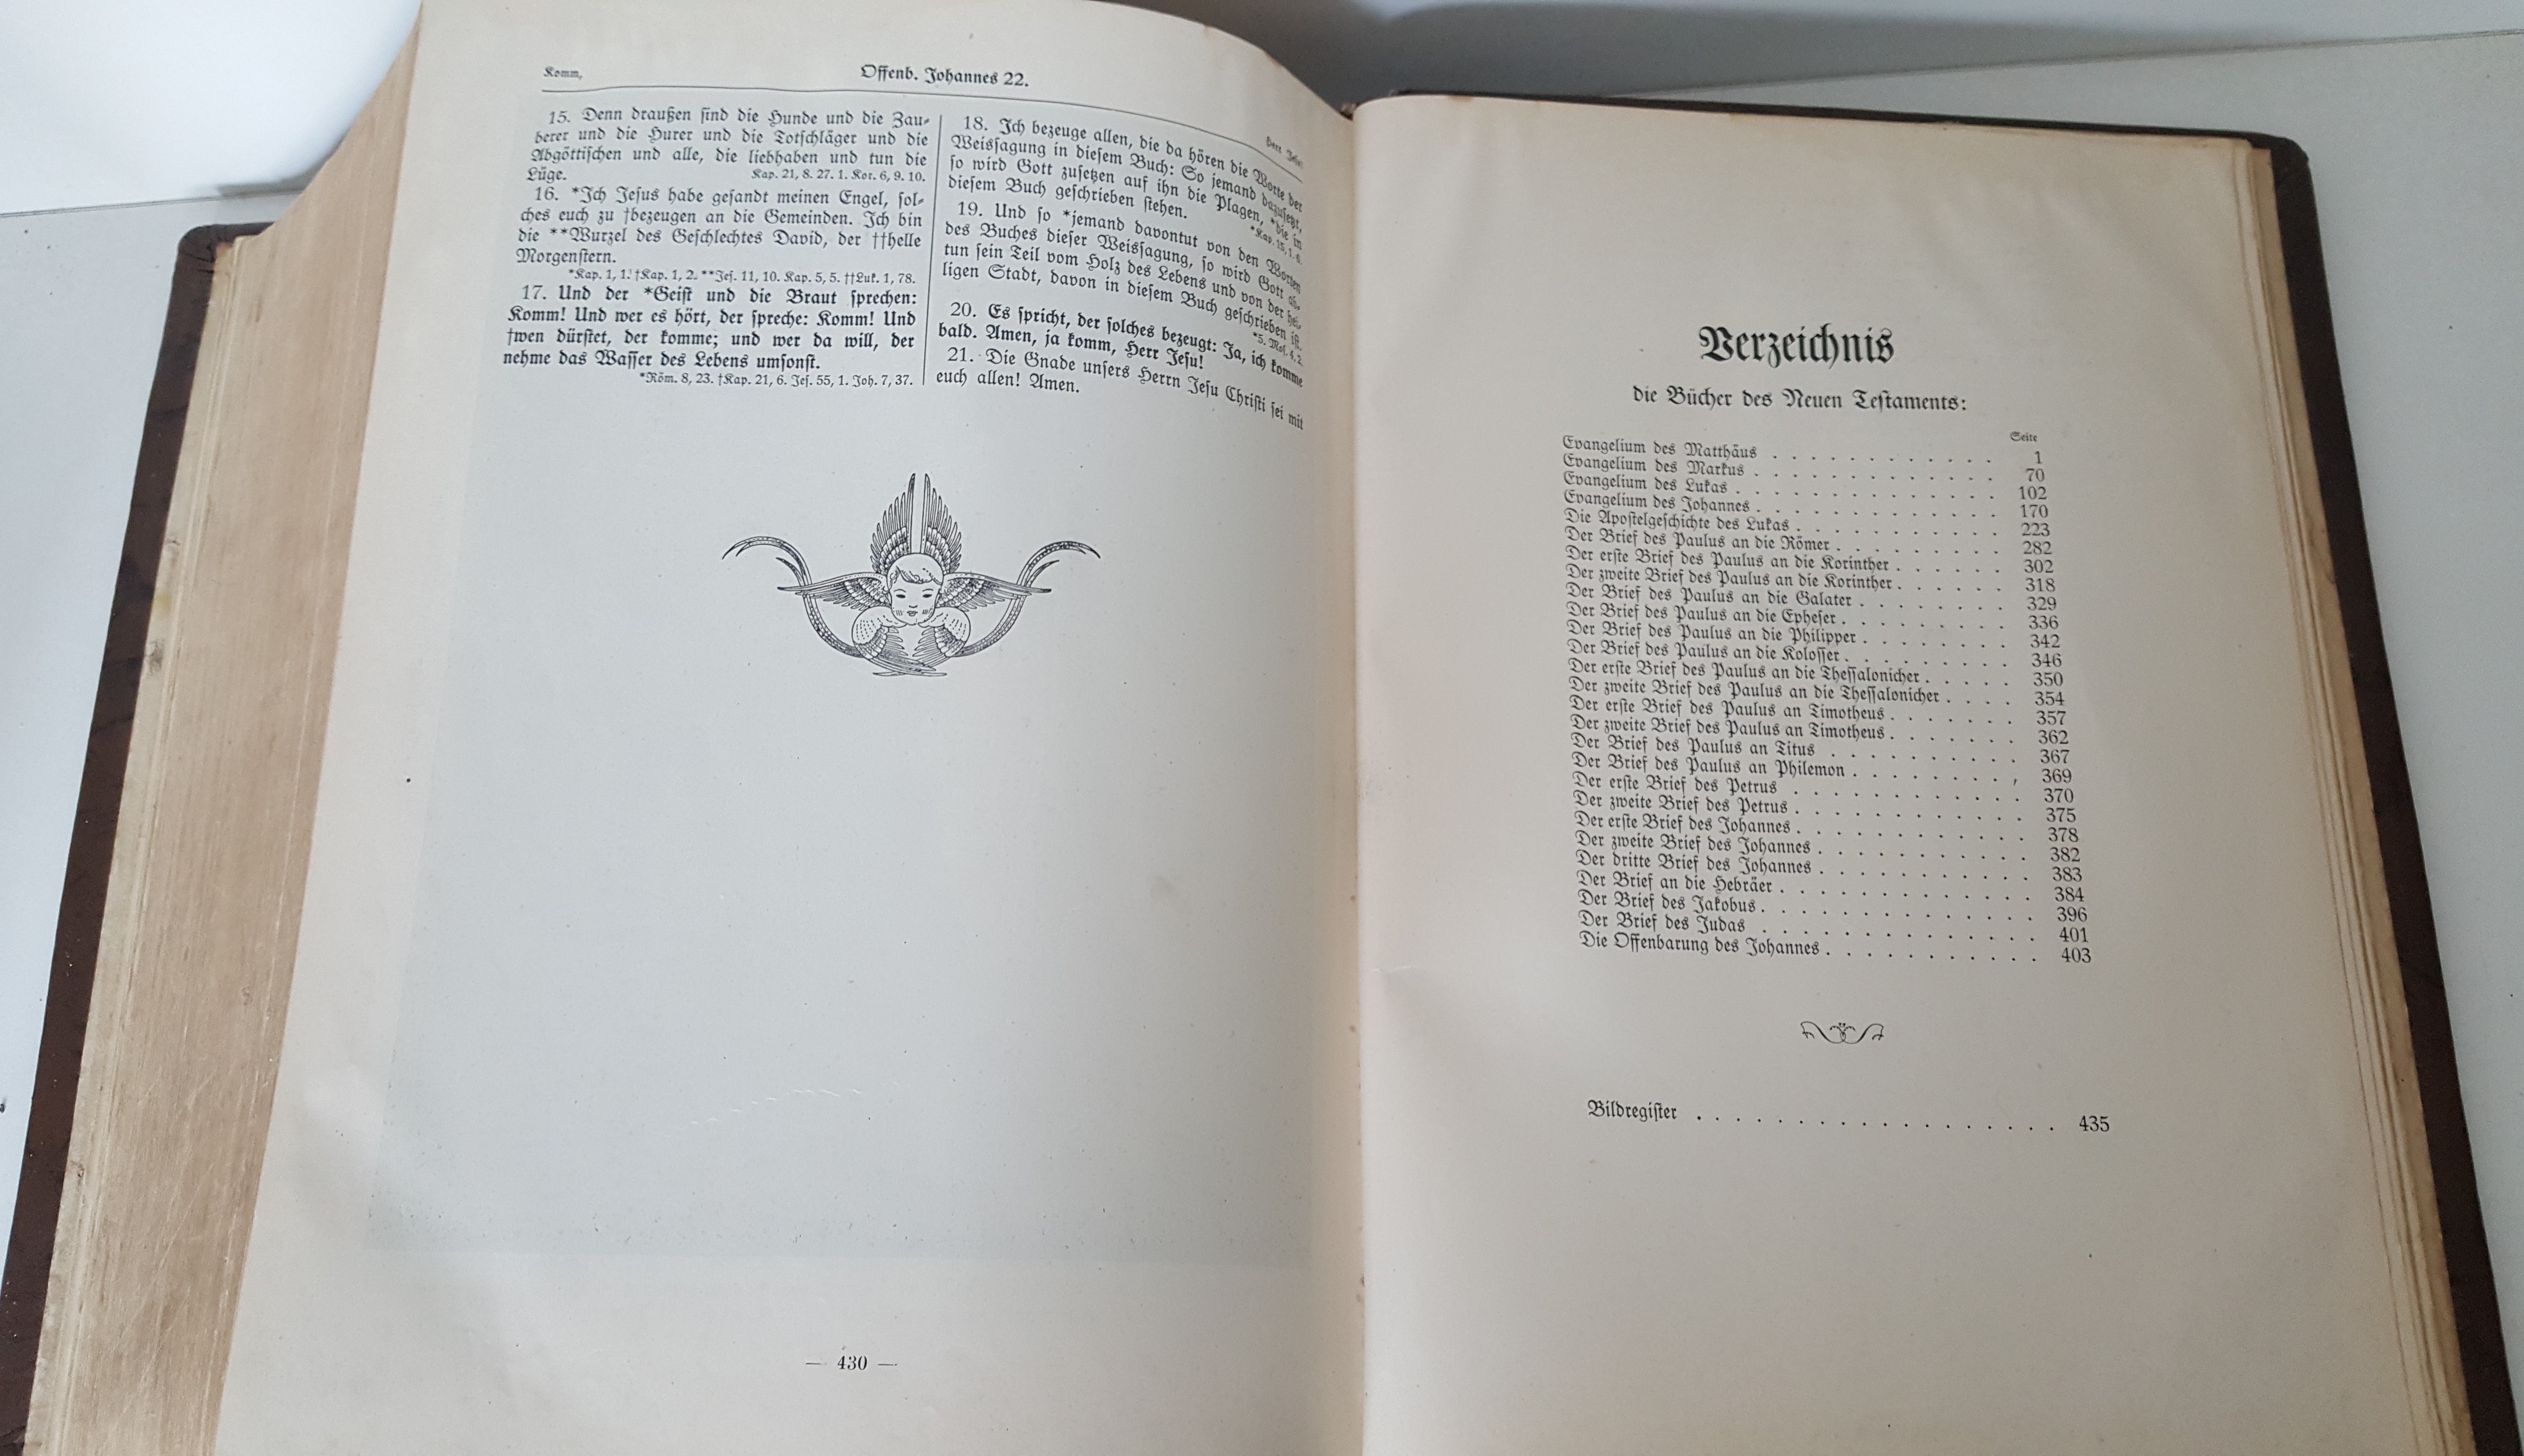 Komm,
Offenb. Johannes 22.
Herr Jesu
15. Denn draußen sind die Hunde und die Zau-
berer und die Hurer und die Totschläger und die
Abgöttischen und alle, die liebhaben und tun die
Lüge. Kap. 21, 8. 27. 1. Kor. 6, 9. 10.
16. *Ich Jesus habe gesandt meinen Engel, sol-
ches euch zu †bezeugen an die Gemeinden. Ich bin
die **Wurzel des Geschlechtes David, der ††helle
Morgenstern.
*Kap. 1, 1. †Kap. 1, 2. **Jes. 11, 10. Kap. 5, 5. ††Luk. 1, 78.
17. Und der *Geist und die Braut sprechen:
Komm! Und wer es hört, der spreche: Komm! Und
†wen dürstet, der komme; und wer da will, der
nehme das Wasser des Lebens umsonst.
*Röm. 8, 23. †Kap. 21, 6. Jes. 55, 1. Joh. 7, 37.
18. Ich bezeuge allen, die da hören die Worte der
Weissagung in diesem Buch: So jemand dazusetzt,
so wird Gott zusetzen auf ihn die Plagen, *die in
diesem Buch geschrieben stehen. *Kap. 15, 1. 6.
19. Und so *jemand davontut von den Worten
des Buches dieser Weissagung, so wird Gott ab-
tun sein Teil vom Holz des Lebens und von der hei-
ligen Stadt, davon in diesem Buch geschrieben ist.
*5. Mos. 4, 2.
20. Es spricht, der solches bezeugt: Ja, ich komme
bald. Amen, ja komm, Herr Jesu!
21. Die Gnade unsers Herrn Jesu Christi sei mit
euch allen! Amen.
— 430 —
Verzeichnis
die Bücher des Neuen Testaments:
Seite
Evangelium des Matthäus . . . . . . . . . . . . 1
Evangelium des Markus . . . . . . . . . . . . 70
Evangelium des Lukas . . . . . . . . . . . . . 102
Evangelium des Johannes . . . . . . . . . . . . 170
Die Apostelgeschichte des Lukas . . . . . . . . . . 223
Der Brief des Paulus an die Römer . . . . . . . . 282
Der erste Brief des Paulus an die Korinther . . . . . . 302
Der zweite Brief des Paulus an die Korinther . . . . . . 318
Der Brief des Paulus an die Galater . . . . . . . . 329
Der Brief des Paulus an die Epheser . . . . . . . . 336
Der Brief des Paulus an die Philipper . . . . . . . 342
Der Brief des Paulus an die Kolosser . . . . . . . . 346
Der erste Brief des Paulus an die Thessalonicher . . . . . 350
Der zweite Brief des Paulus an die Thessalonicher . . . . 354
Der erste Brief des Paulus an Timotheus . . . . . . . 357
Der zweite Brief des Paulus an Timotheus . . . . . . . 362
Der Brief des Paulus an Titus . . . . . . . . . 367
Der Brief des Paulus an Philemon . . . . . . . . 369
Der erste Brief des Petrus . . . . . . . . . . . 370
Der zweite Brief des Petrus . . . . . . . . . . . 375
Der erste Brief des Johannes . . . . . . . . . . . 378
Der zweite Brief des Johannes . . . . . . . . . . 382
Der dritte Brief des Johannes . . . . . . . . . . 383
Der Brief an die Hebräer . . . . . . . . . . . . 384
Der Brief des Jakobus . . . . . . . . . . . . . 396
Der Brief des Judas . . . . . . . . . . . . . 401
Die Offenbarung des Johannes . . . . . . . . . . 403
Bildregister . . . . . . . . . . . . . . . . . . 435